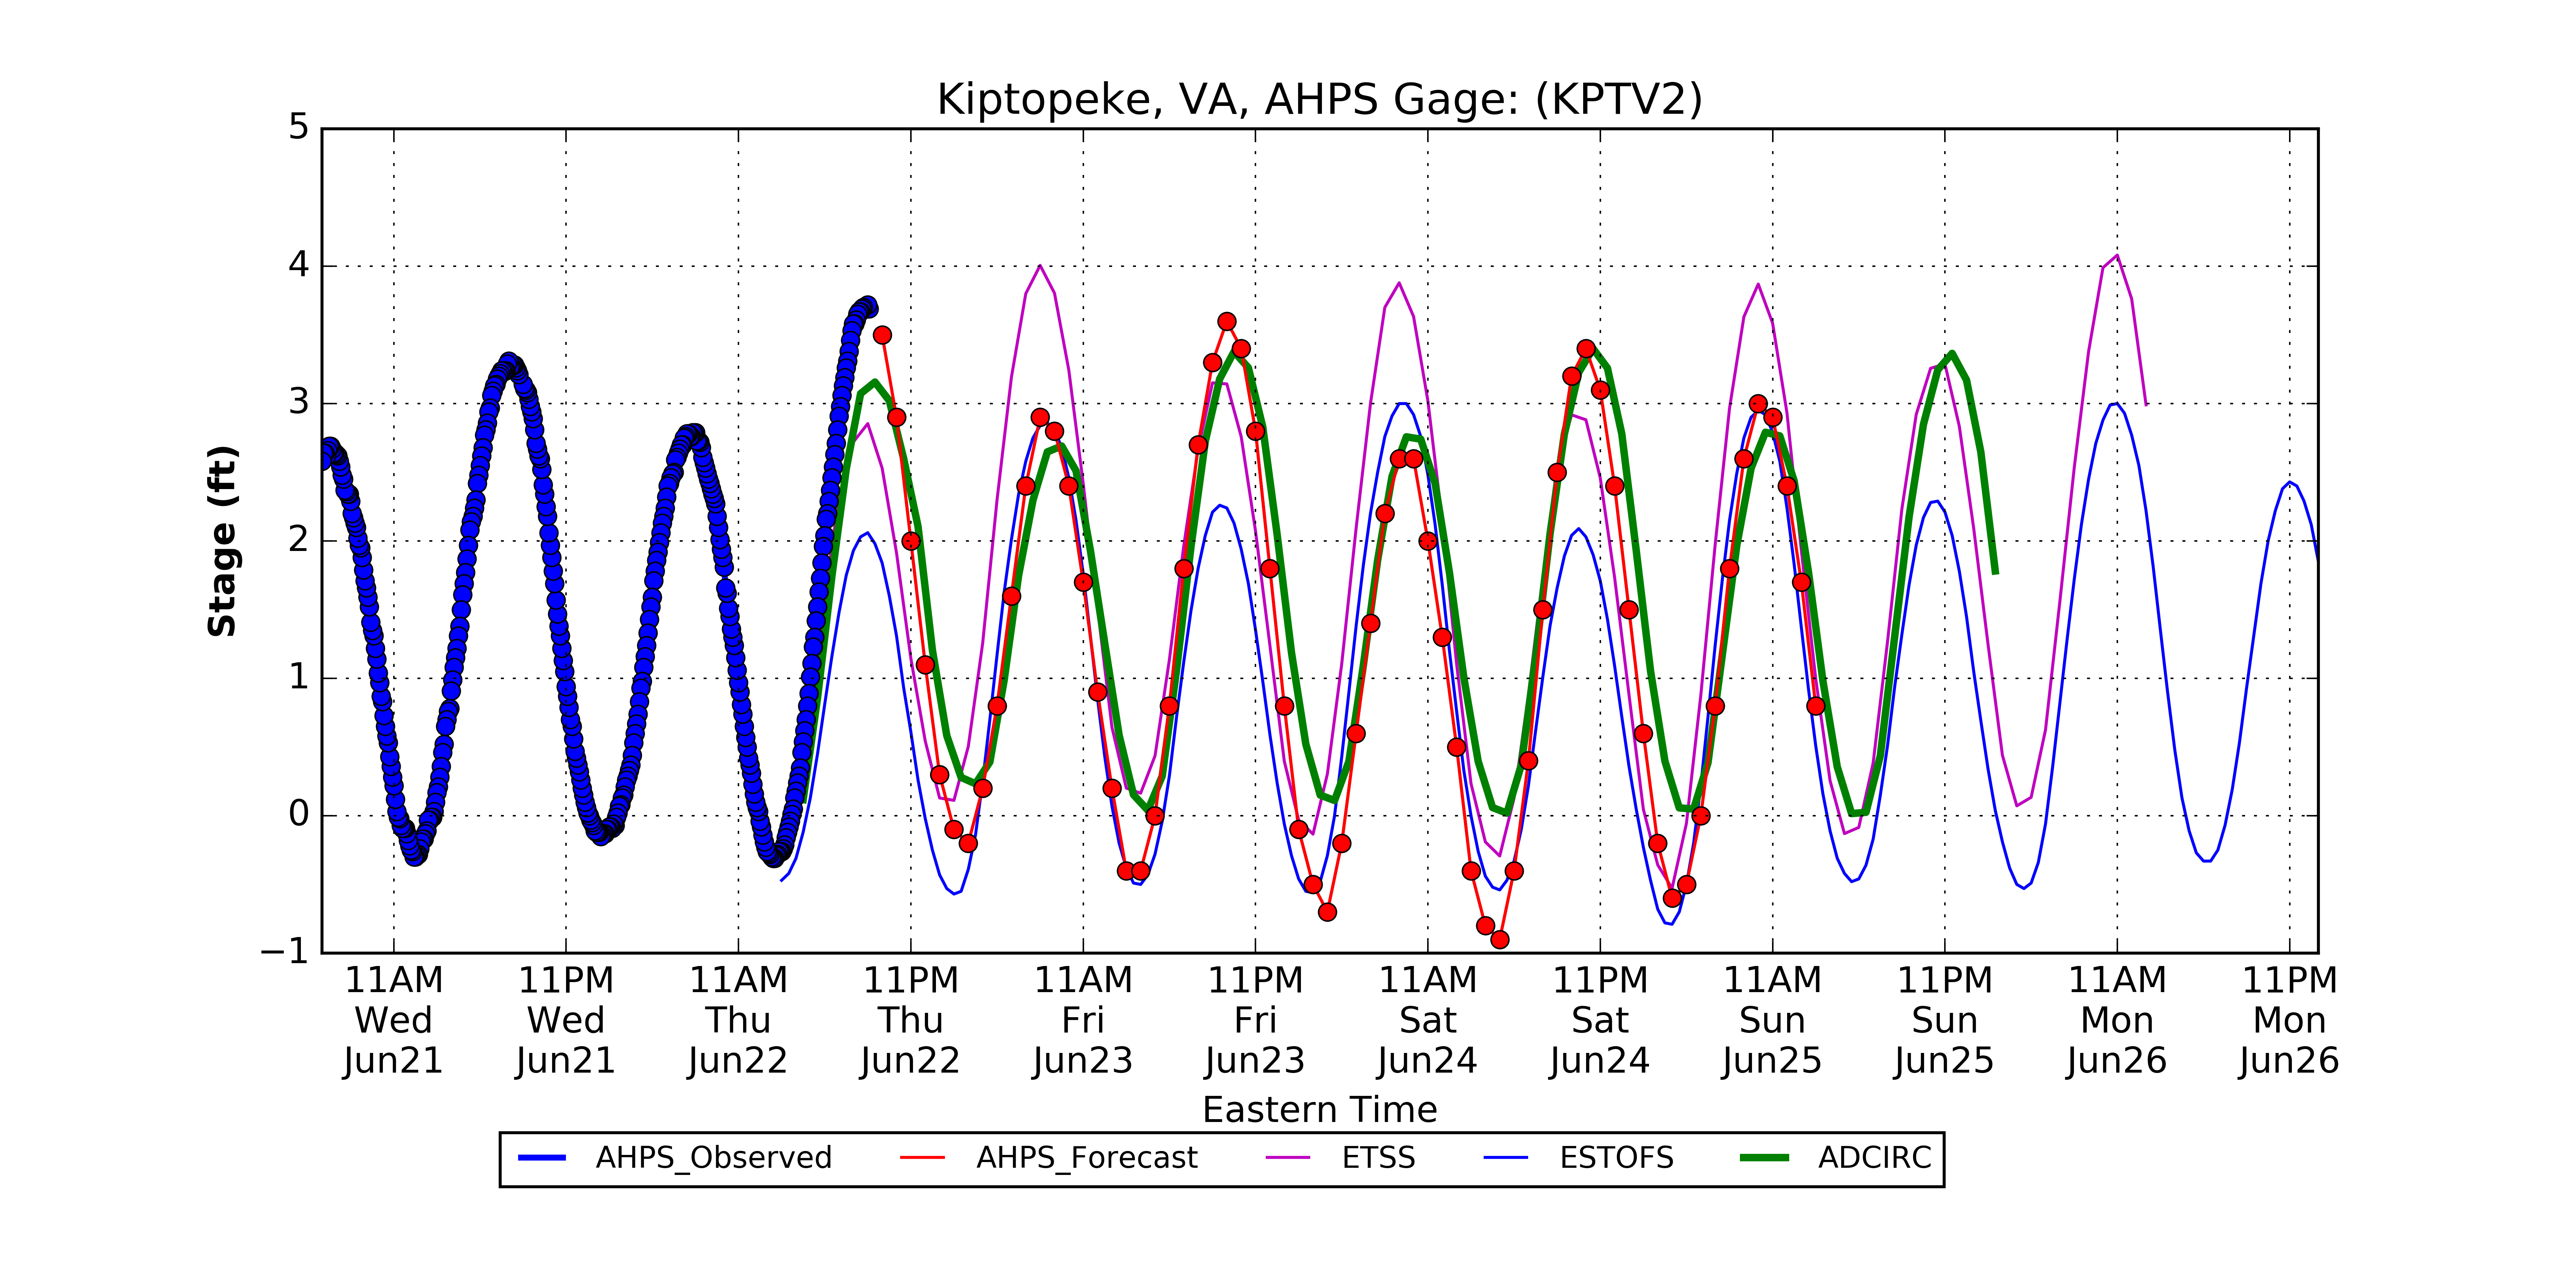 Kiptopeke, VA, AHPS Gage: (KPTV2)
5
4
3
2
1
0
−1
Stage (ft)
11AM 11PM 11AM 11PM 11AM 11PM 11AM 11PM 11AM 11PM 11AM 11PM
Wed Wed Thu Thu Fri Fri Sat Sat Sun Sun Mon Mon
Jun21 Jun21 Jun22 Jun22 Jun23 Jun23 Jun24 Jun24 Jun25 Jun25 Jun26 Jun26
Eastern Time
AHPS_Observed AHPS_Forecast ETSS ESTOFS ADCIRC